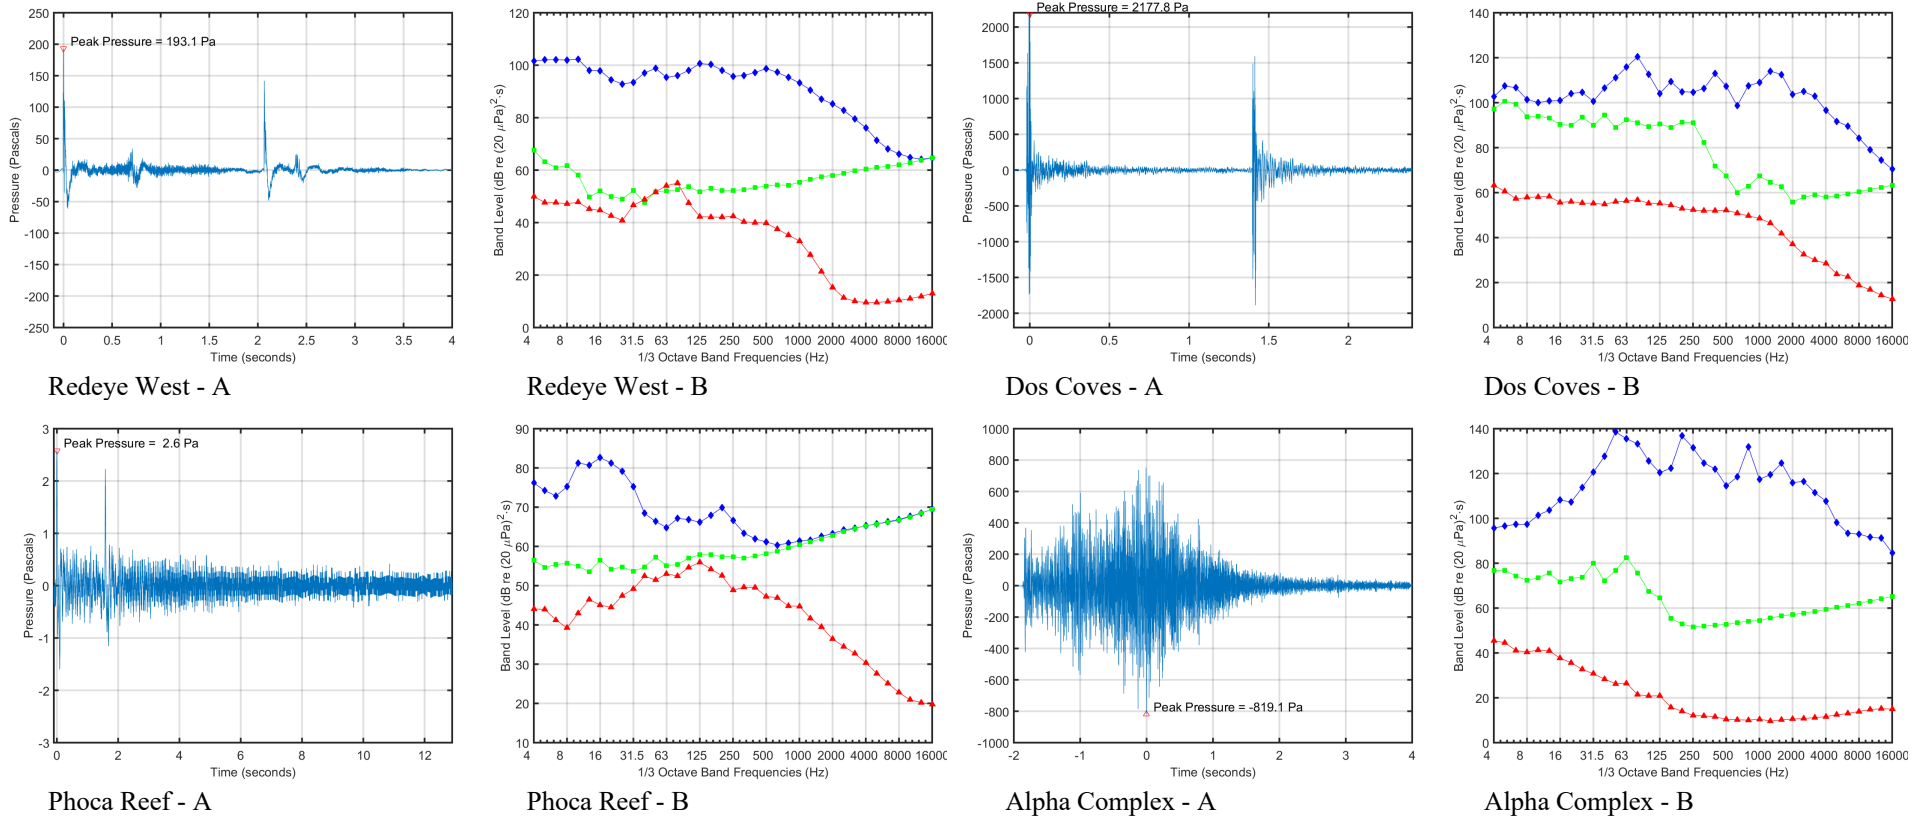 Peak Pressure = 193.1 Pa
250
200
150
100
50
0
-50
-100
-150
-200
-250
0 0.5 1 1.5 2 2.5 3 3.5 4
Time (seconds)
Pressure (Pascals)
Redeye West - A
120
100
80
60
40
20
0
4 8 16 31.5 63 125 250 500 1000 2000 4000 8000 16000
1/3 Octave Band Frequencies (Hz)
Band Level (dB re (20 μPa)²·s)
Redeye West - B
Peak Pressure = 2177.8 Pa
2000
1500
1000
500
0
-500
-1000
-1500
-2000
0 0.5 1 1.5 2
Time (seconds)
Pressure (Pascals)
Dos Coves - A
140
120
100
80
60
40
20
0
4 8 16 31.5 63 125 250 500 1000 2000 4000 8000 16000
1/3 Octave Band Frequencies (Hz)
Band Level (dB re (20 μPa)²·s)
Dos Coves - B
Peak Pressure = 2.6 Pa
3
2
1
0
-1
-2
-3
0 2 4 6 8 10 12
Time (seconds)
Pressure (Pascals)
Phoca Reef - A
90
80
70
60
50
40
30
20
10
4 8 16 31.5 63 125 250 500 1000 2000 4000 8000 16000
1/3 Octave Band Frequencies (Hz)
Band Level (dB re (20 μPa)²·s)
Phoca Reef - B
Peak Pressure = -819.1 Pa
1000
800
600
400
200
0
-200
-400
-600
-800
-1000
-2 -1 0 1 2 3 4
Time (seconds)
Pressure (Pascals)
Alpha Complex - A
140
120
100
80
60
40
20
0
4 8 16 31.5 63 125 250 500 1000 2000 4000 8000 16000
1/3 Octave Band Frequencies (Hz)
Band Level (dB re (20 μPa)²·s)
Alpha Complex - B